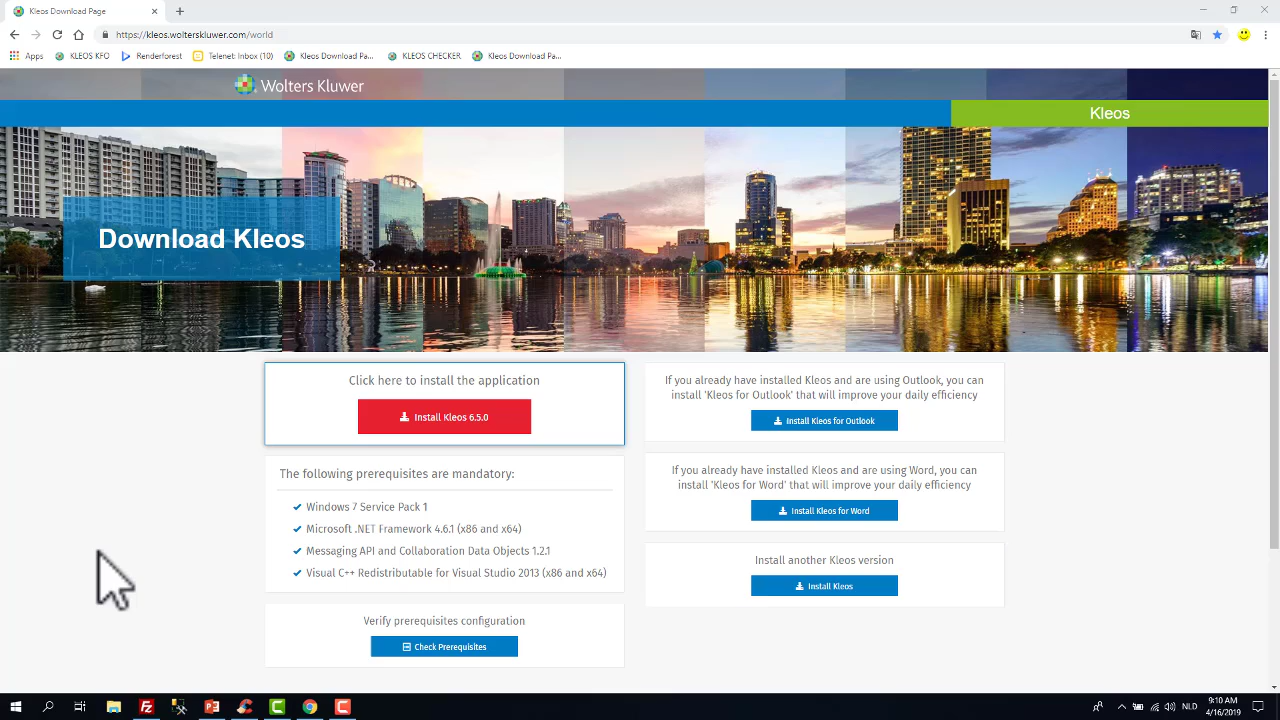 Kleos Download Page
https://kleos.wolterskluwer.com/world
Apps
KLEOS KFO
Renderforest
Telenet: Inbox (10)
Kleos Download Pa...
KLEOS CHECKER
Kleos Download Pa...
Wolters Kluwer
Kleos
Download Kleos
Click here to install the application
Install Kleos 6.5.0
The following prerequisites are mandatory:
Windows 7 Service Pack 1
Microsoft .NET Framework 4.6.1 (x86 and x64)
Messaging API and Collaboration Data Objects 1.2.1
Visual C++ Redistributable for Visual Studio 2013 (x86 and x64)
Verify prerequisites configuration
Check Prerequisites
If you already have installed Kleos and are using Outlook, you can
install 'Kleos for Outlook' that will improve your daily efficiency
Install Kleos for Outlook
If you already have installed Kleos and are using Word, you can
install 'Kleos for Word' that will improve your daily efficiency
Install Kleos for Word
Install another Kleos version
Install Kleos
NLD
9:10 AM
4/16/2019